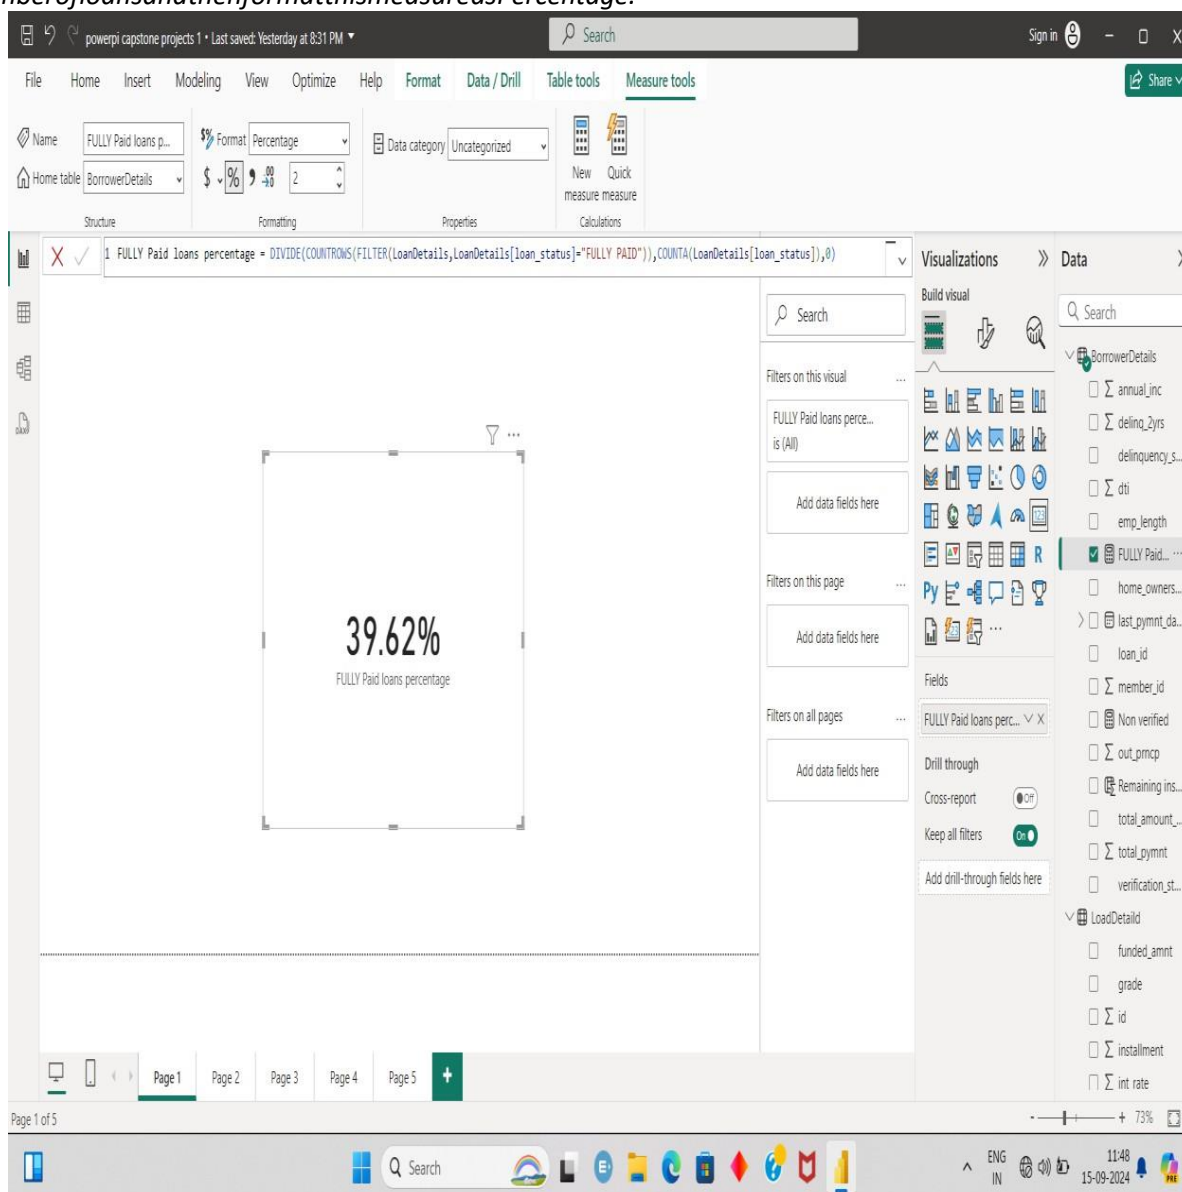 nberofloansandthenformatthismeasureasPercentage.
powerpi capstone projects 1 • Last saved: Yesterday at 8:31 PM
Search
Sign in
File Home Insert Modeling View Optimize Help Format Data / Drill Table tools Measure tools
Share
Name FULLY Paid loans p...
Format Percentage
Data category Uncategorized
Home table BorrowerDetails
$ % 2
New measure
Quick measure
Structure Formatting Properties Calculations
1 FULLY Paid loans percentage = DIVIDE(COUNTROWS(FILTER(LoanDetails,LoanDetails[loan_status]="FULLY PAID")),COUNTA(LoanDetails[loan_status]),0)
39.62%
FULLY Paid loans percentage
Search
Filters on this visual ...
FULLY Paid loans perce...
is (All)
Add data fields here
Filters on this page ...
Add data fields here
Filters on all pages ...
Add data fields here
Visualizations
Build visual
123
R
Py
...
Fields
FULLY Paid loans perc...
Drill through
Cross-report Off
Keep all filters On
Add drill-through fields here
Data
Search
BorrowerDetails
annual_inc
delinq_2yrs
delinquency_s...
dti
emp_length
FULLY Paid... ...
home_owners...
last_pymnt_da...
loan_id
member_id
Non verified
out_prncp
Remaining ins...
total_amount_...
total_pymnt
verification_st...
LoadDetaild
funded_amnt
grade
id
installment
int rate
Page 1 Page 2 Page 3 Page 4 Page 5 +
Page 1 of 5
- + 73%
Search
ENG
IN
11:48
15-09-2024
PRE